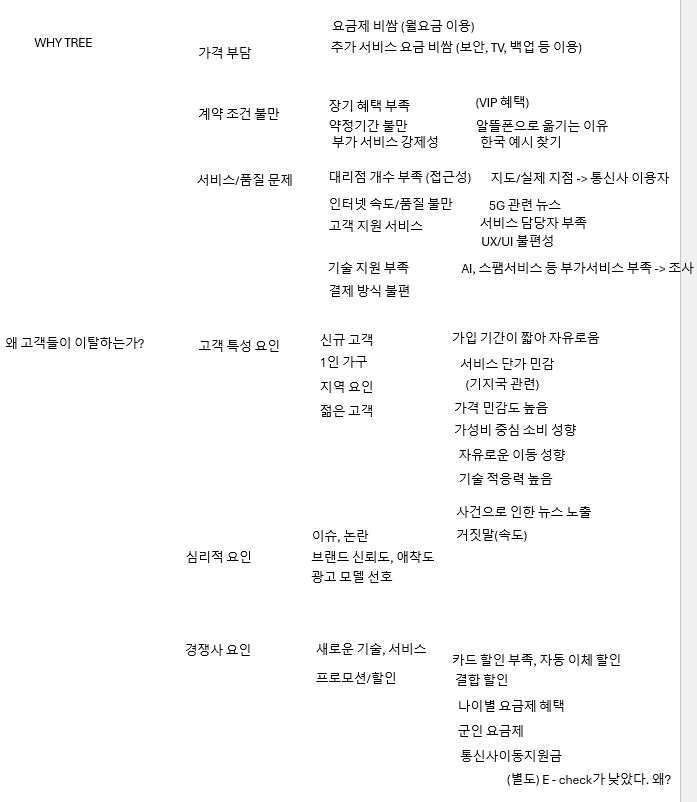 WHY TREE
요금제 비쌈 (월요금 이용)
가격 부담
추가 서비스 요금 비쌈 (보안, TV, 백업 등 이용)
계약 조건 불만
장기 혜택 부족 (VIP 혜택)
약정기간 불만 알뜰폰으로 옮기는 이유
부가 서비스 강제성 한국 예시 찾기
서비스/품질 문제
대리점 개수 부족 (접근성) 지도/실제 지점 -> 통신사 이용자
인터넷 속도/품질 불만 5G 관련 뉴스
고객 지원 서비스 서비스 담당자 부족
UX/UI 불편성
기술 지원 부족 AI, 스팸서비스 등 부가서비스 부족 -> 조사
결제 방식 불편
왜 고객들이 이탈하는가?
고객 특성 요인
신규 고객 가입 기간이 짧아 자유로움
1인 가구 서비스 단가 민감
지역 요인 (기지국 관련)
젊은 고객 가격 민감도 높음
가성비 중심 소비 성향
자유로운 이동 성향
기술 적응력 높음
사건으로 인한 뉴스 노출
이슈, 논란 거짓말(속도)
심리적 요인
브랜드 신뢰도, 애착도
광고 모델 선호
경쟁사 요인
새로운 기술, 서비스
카드 할인 부족, 자동 이체 할인
프로모션/할인 결합 할인
나이별 요금제 혜택
군인 요금제
통신사이동지원금
(별도) E - check가 낮았다. 왜?